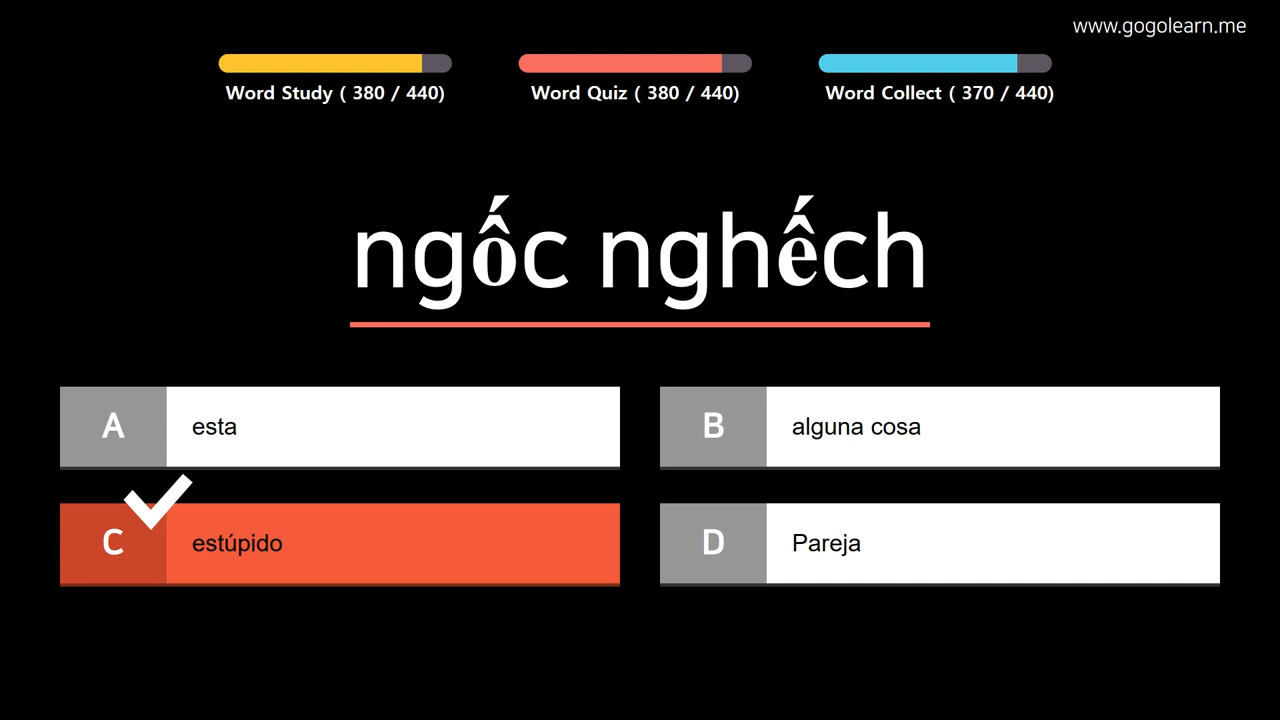 www.gogolearn.me
Word Study ( 380 / 440)
Word Quiz ( 380 / 440)
Word Collect ( 370 / 440)
ngốc nghếch
A esta
B alguna cosa
C estúpido
D Pareja